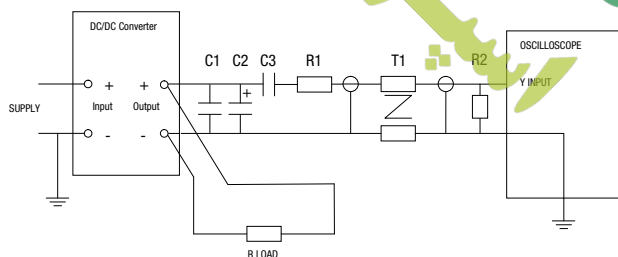 DC/DC Converter
C1 C2 C3 R1 T1 R2
OSCILLOSCOPE
+ + +
Y INPUT
SUPPLY
Input Output
- -
R LOAD